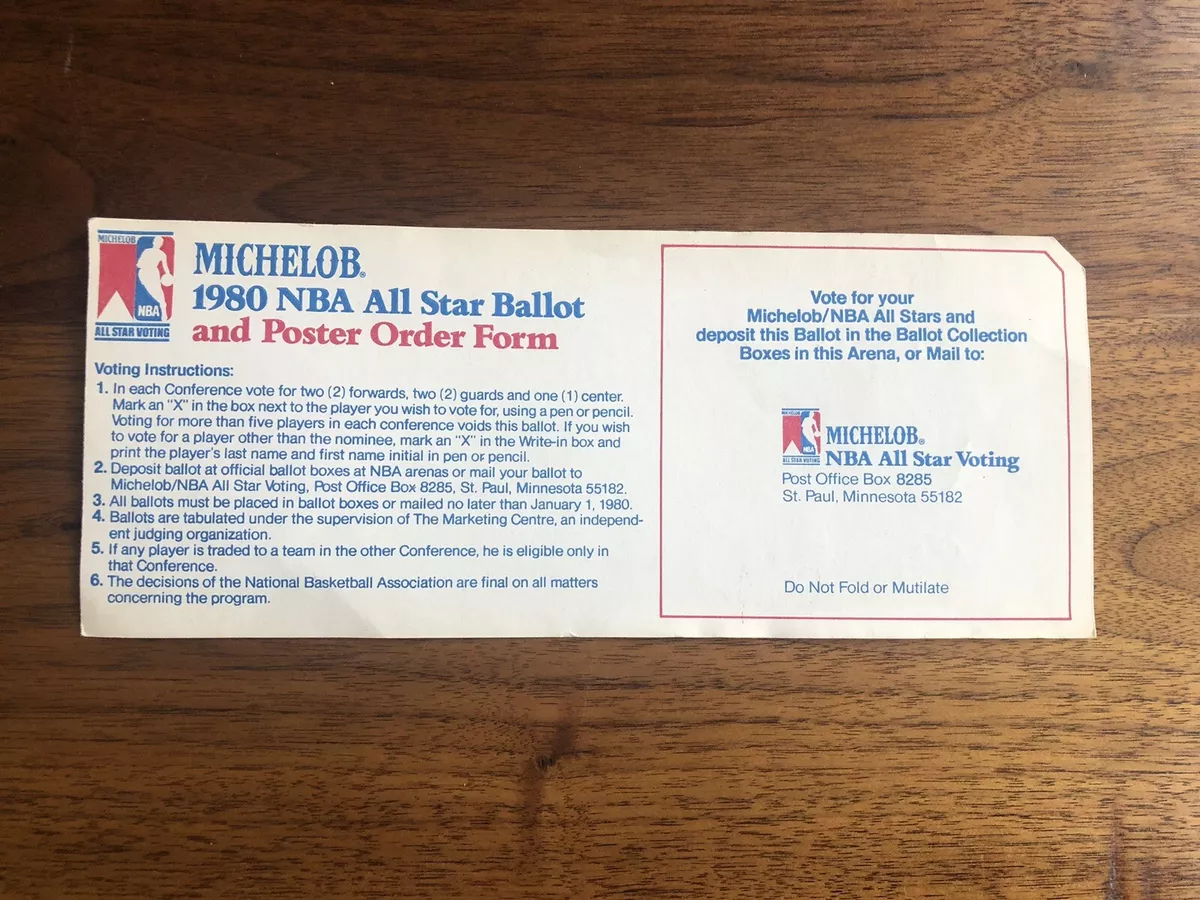 MICHELOB
NBA
ALL STAR VOTING
MICHELOB®
1980 NBA All Star Ballot
and Poster Order Form
Voting Instructions:
1. In each Conference vote for two (2) forwards, two (2) guards and one (1) center.
Mark an "X" in the box next to the player you wish to vote for, using a pen or pencil.
Voting for more than five players in each conference voids this ballot. If you wish
to vote for a player other than the nominee, mark an "X" in the Write-in box and
print the player's last name and first name initial in pen or pencil.
2. Deposit ballot at official ballot boxes at NBA arenas or mail your ballot to
Michelob/NBA All Star Voting, Post Office Box 8285, St. Paul, Minnesota 55182.
3. All ballots must be placed in ballot boxes or mailed no later than January 1, 1980.
4. Ballots are tabulated under the supervision of The Marketing Centre, an independ-
ent judging organization.
5. If any player is traded to a team in the other Conference, he is eligible only in
that Conference.
6. The decisions of the National Basketball Association are final on all matters
concerning the program.
Vote for your
Michelob/NBA All Stars and
deposit this Ballot in the Ballot Collection
Boxes in this Arena, or Mail to:
MICHELOB
NBA
ALL STAR VOTING
MICHELOB®
NBA All Star Voting
Post Office Box 8285
St. Paul, Minnesota 55182
Do Not Fold or Mutilate